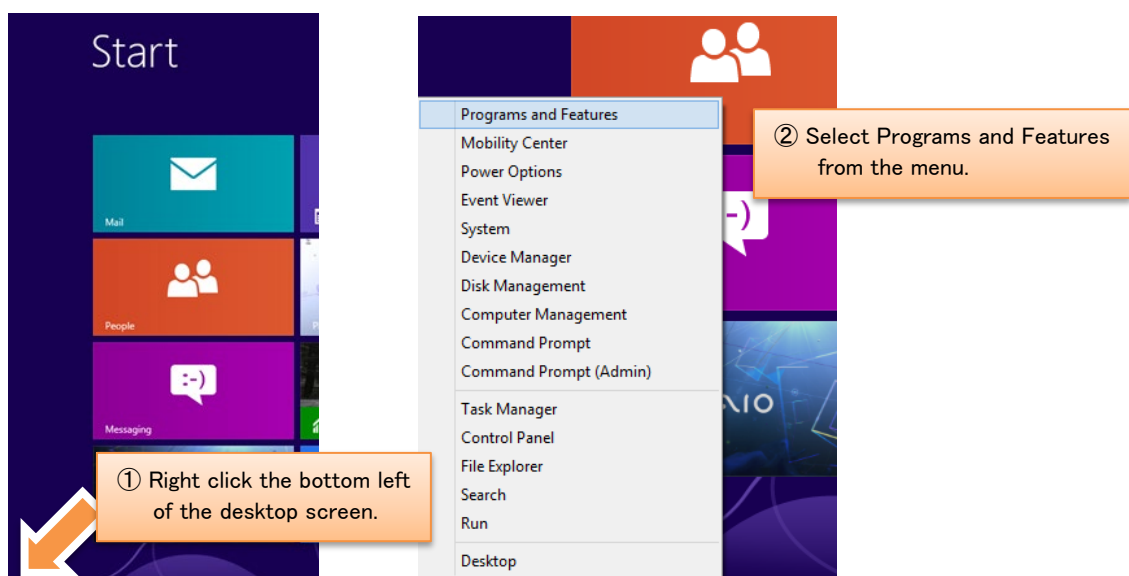 Start
Mail
People
Messaging
① Right click the bottom left
of the desktop screen.
Programs and Features
Mobility Center
Power Options
Event Viewer
System
Device Manager
Disk Management
Computer Management
Command Prompt
Command Prompt (Admin)
Task Manager
Control Panel
File Explorer
Search
Run
Desktop
② Select Programs and Features
from the menu.
-)